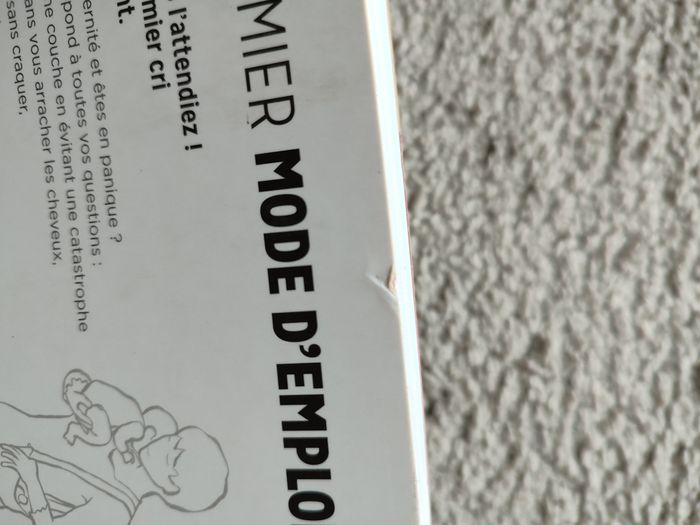 MIER MODE D'EMPLO
l'attendiez !
mier cri
t.
ernité et êtes en panique ?
pond à toutes vos questions :
ne couche en évitant une catastrophe
ans vous arracher les cheveux,
sans craquer,